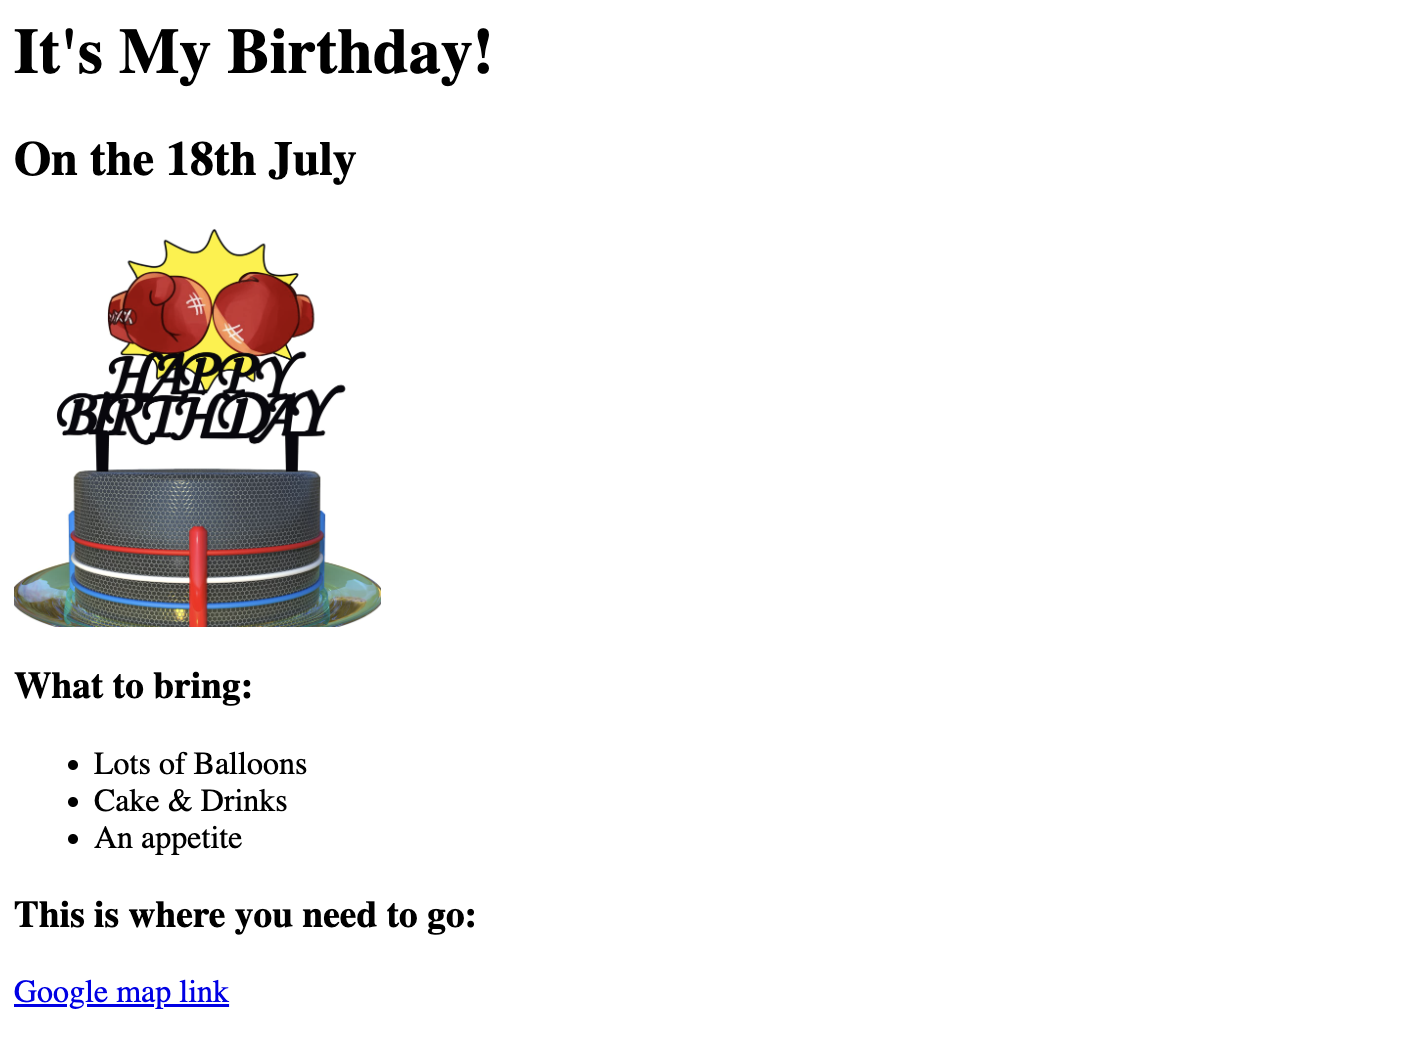 It's My Birthday!
On the 18th July
HAPPY
BIRTHDAY
What to bring:
• Lots of Balloons
• Cake & Drinks
• An appetite
This is where you need to go:
Google map link